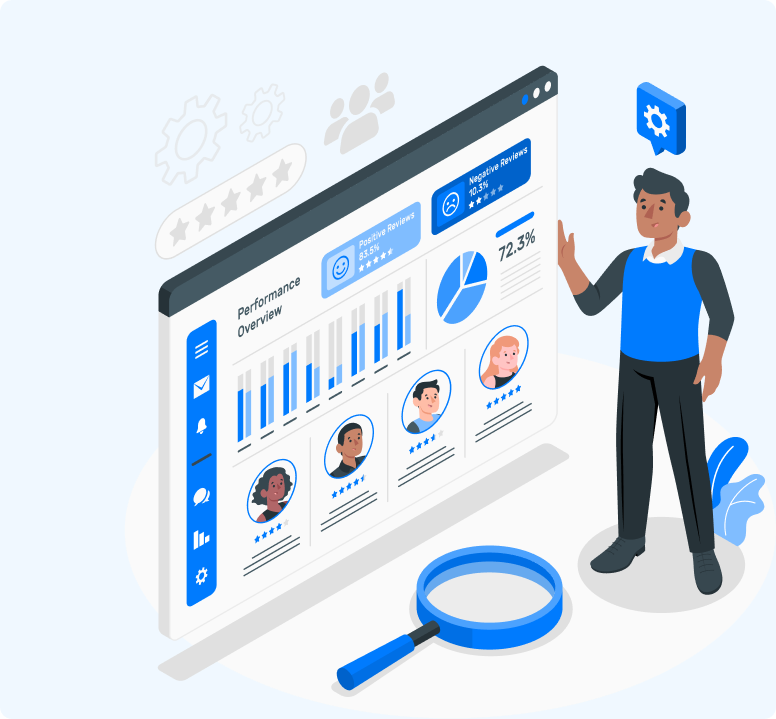 Performance
Overview
Positive Reviews
83.5%
Negative Reviews
10.3%
72.3%